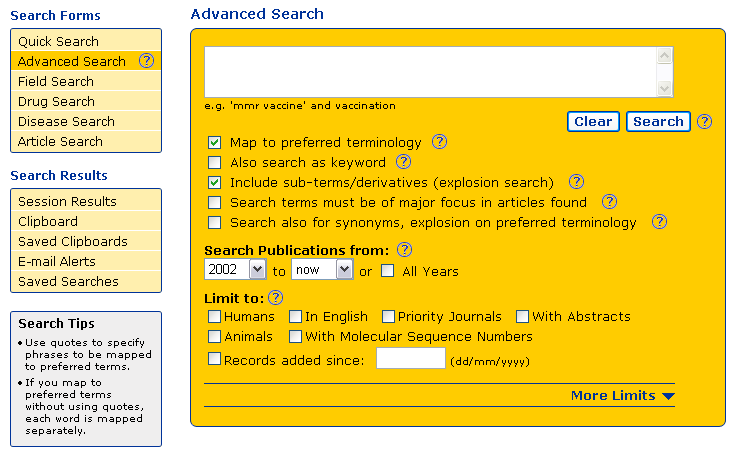 Search Forms
Quick Search
Advanced Search ?
Field Search
Drug Search
Disease Search
Article Search
Search Results
Session Results
Clipboard
Saved Clipboards
E-mail Alerts
Saved Searches
Search Tips
• Use quotes to specify
phrases to be mapped
to preferred terms.
• If you map to
preferred terms
without using quotes,
each word is mapped
separately.
Advanced Search
e.g. 'mmr vaccine' and vaccination
Clear Search ?
Map to preferred terminology ?
Also search as keyword ?
Include sub-terms/derivatives (explosion search) ?
Search terms must be of major focus in articles found ?
Search also for synonyms, explosion on preferred terminology ?
Search Publications from: ?
2002 to now or All Years
Limit to: ?
Humans In English Priority Journals With Abstracts
Animals With Molecular Sequence Numbers
Records added since: (dd/mm/yyyy)
More Limits